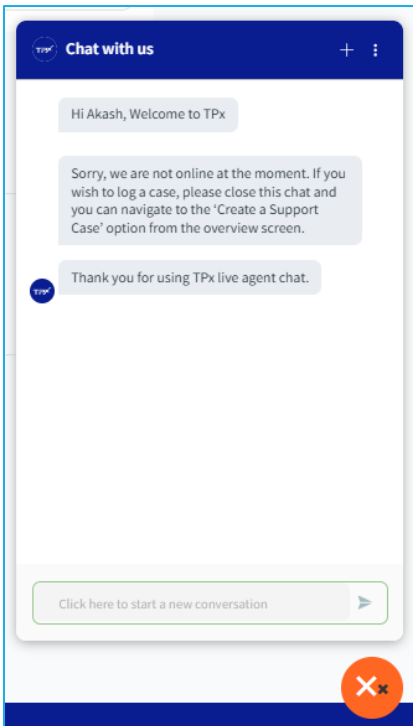 TPx Chat with us
Hi Akash, Welcome to TPx
Sorry, we are not online at the moment. If you
wish to log a case, please close this chat and
you can navigate to the ‘Create a Support
Case’ option from the overview screen.
Thank you for using TPx live agent chat.
TPx
Click here to start a new conversation